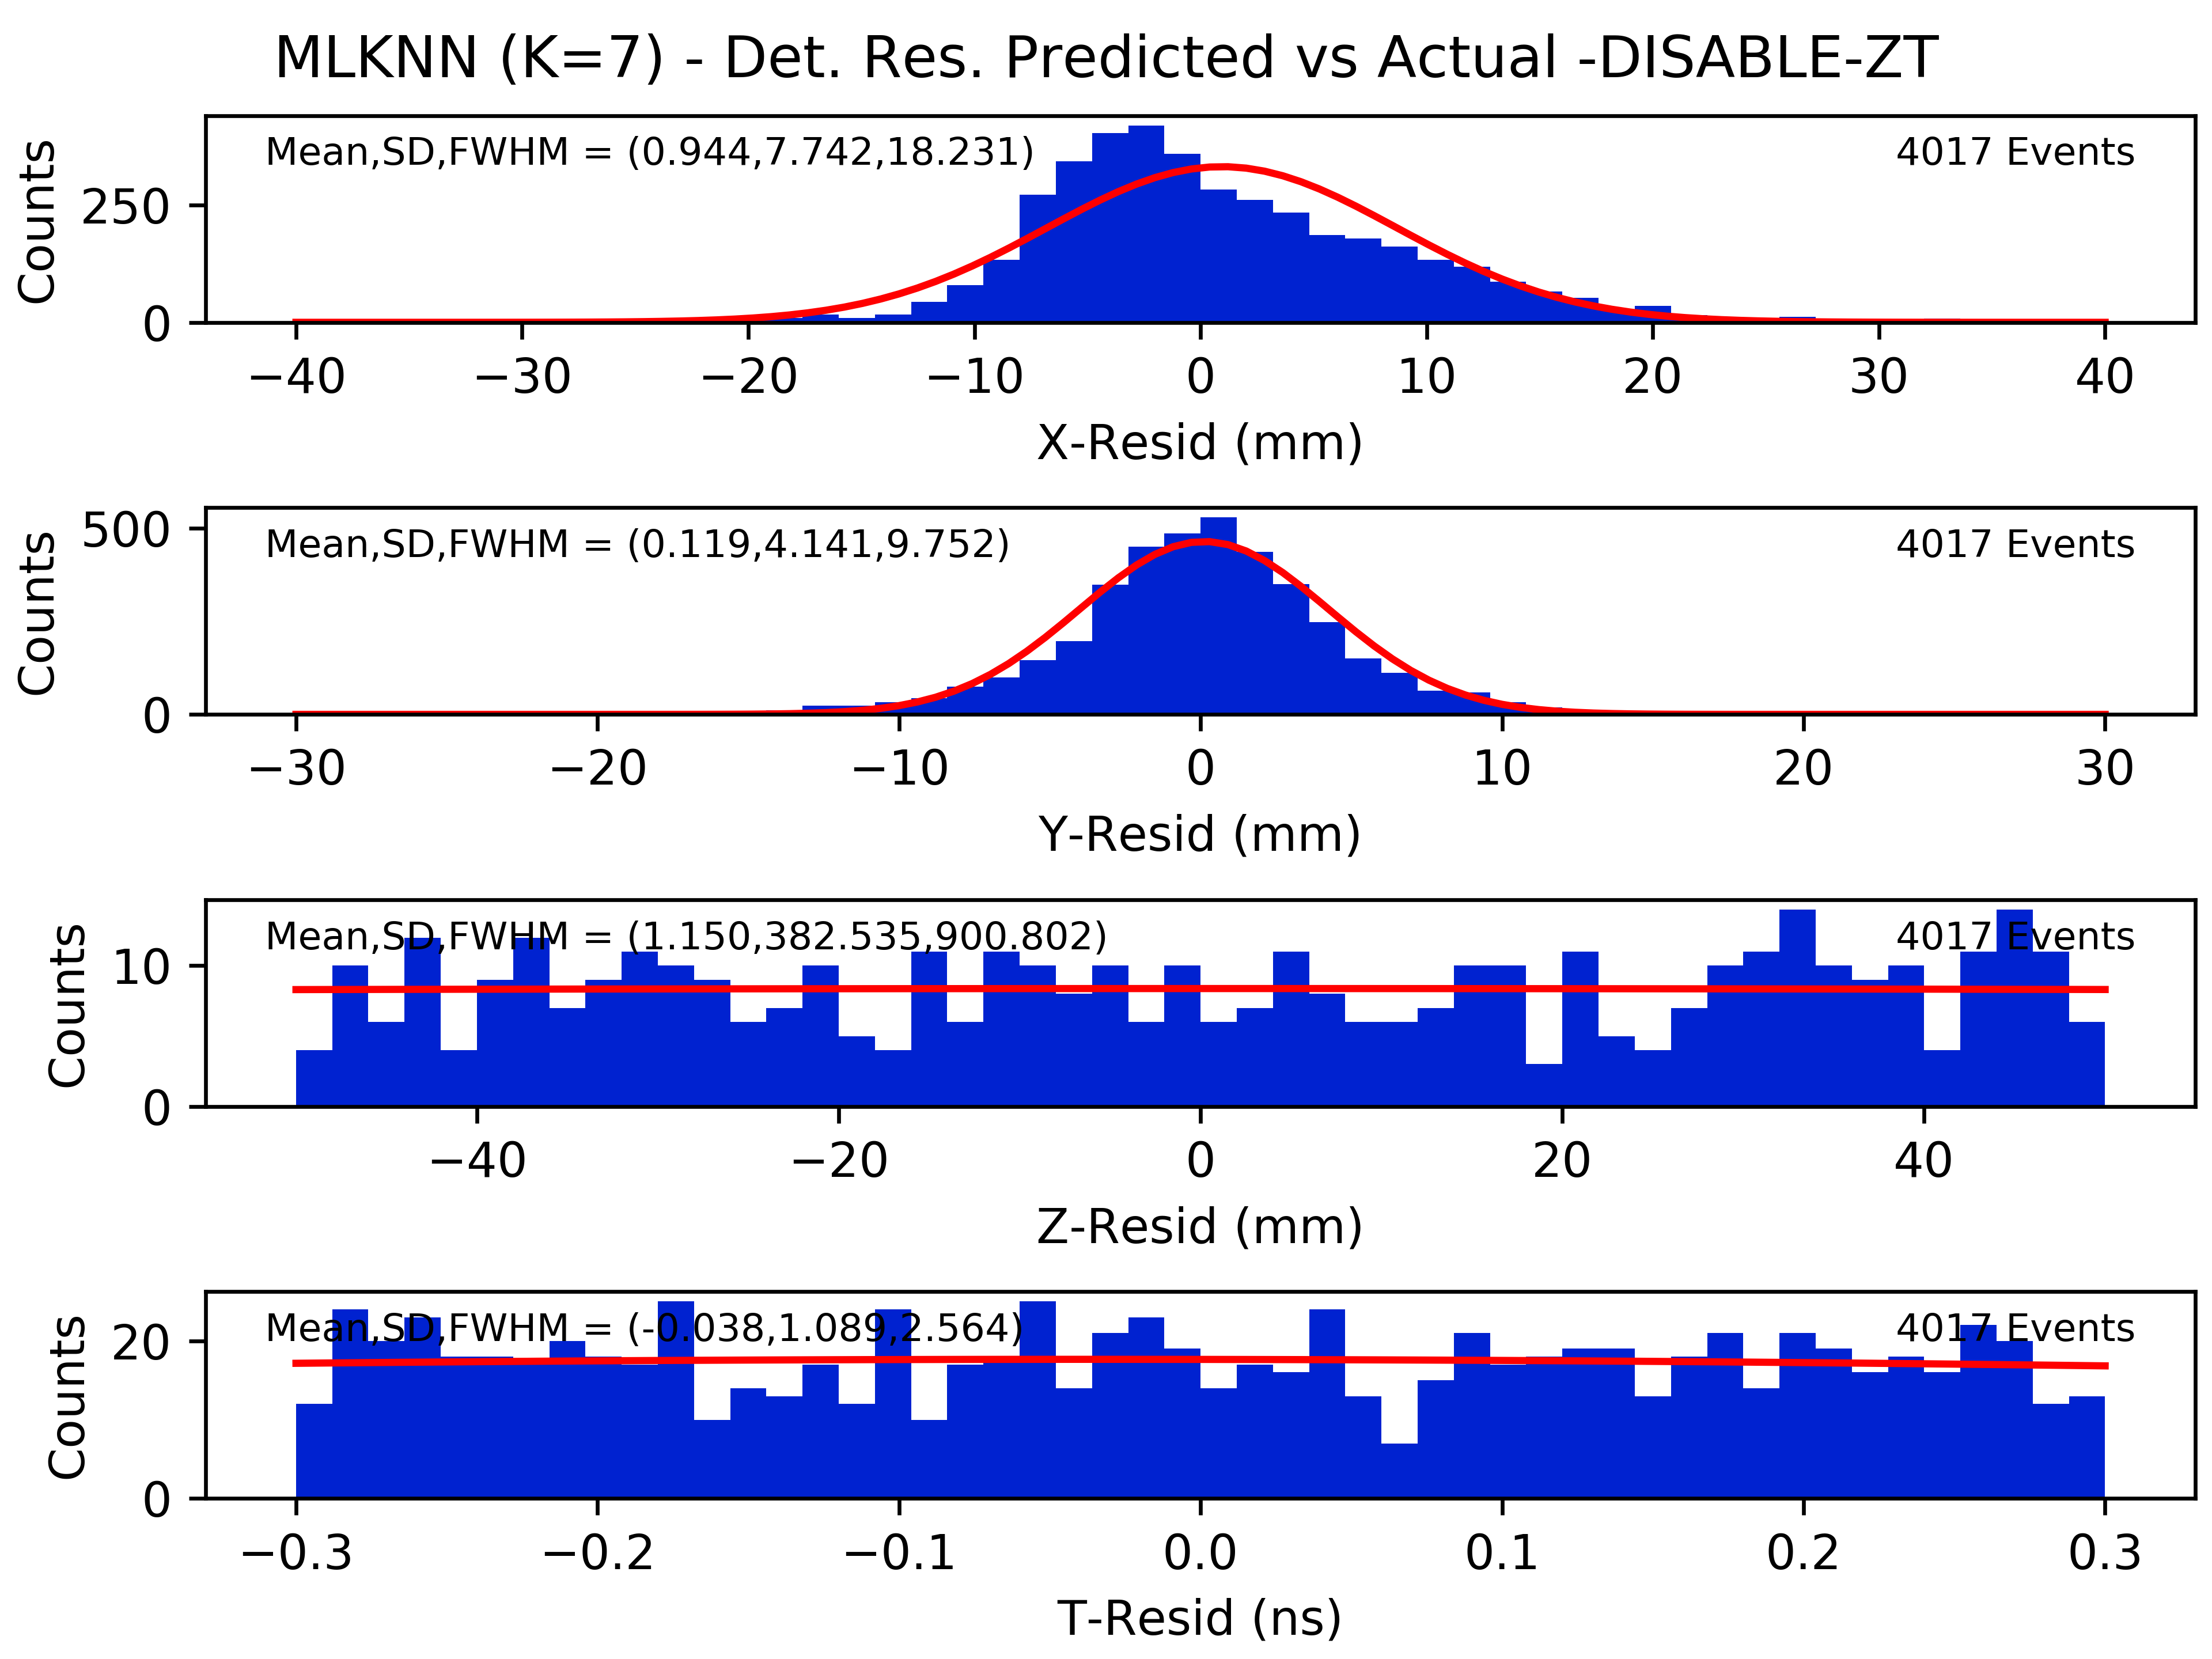 MLKNN (K=7) - Det. Res. Predicted vs Actual -DISABLE-ZT
Mean,SD,FWHM = (0.944,7.742,18.231)
4017 Events
Counts
250
0
−40 −30 −20 −10 0 10 20 30 40
X-Resid (mm)
Mean,SD,FWHM = (0.119,4.141,9.752)
4017 Events
Counts
500
0
−30 −20 −10 0 10 20 30
Y-Resid (mm)
Mean,SD,FWHM = (1.150,382.535,900.802)
4017 Events
Counts
10
0
−40 −20 0 20 40
Z-Resid (mm)
Mean,SD,FWHM = (-0.038,1.089,2.564)
4017 Events
Counts
20
0
−0.3 −0.2 −0.1 0.0 0.1 0.2 0.3
T-Resid (ns)